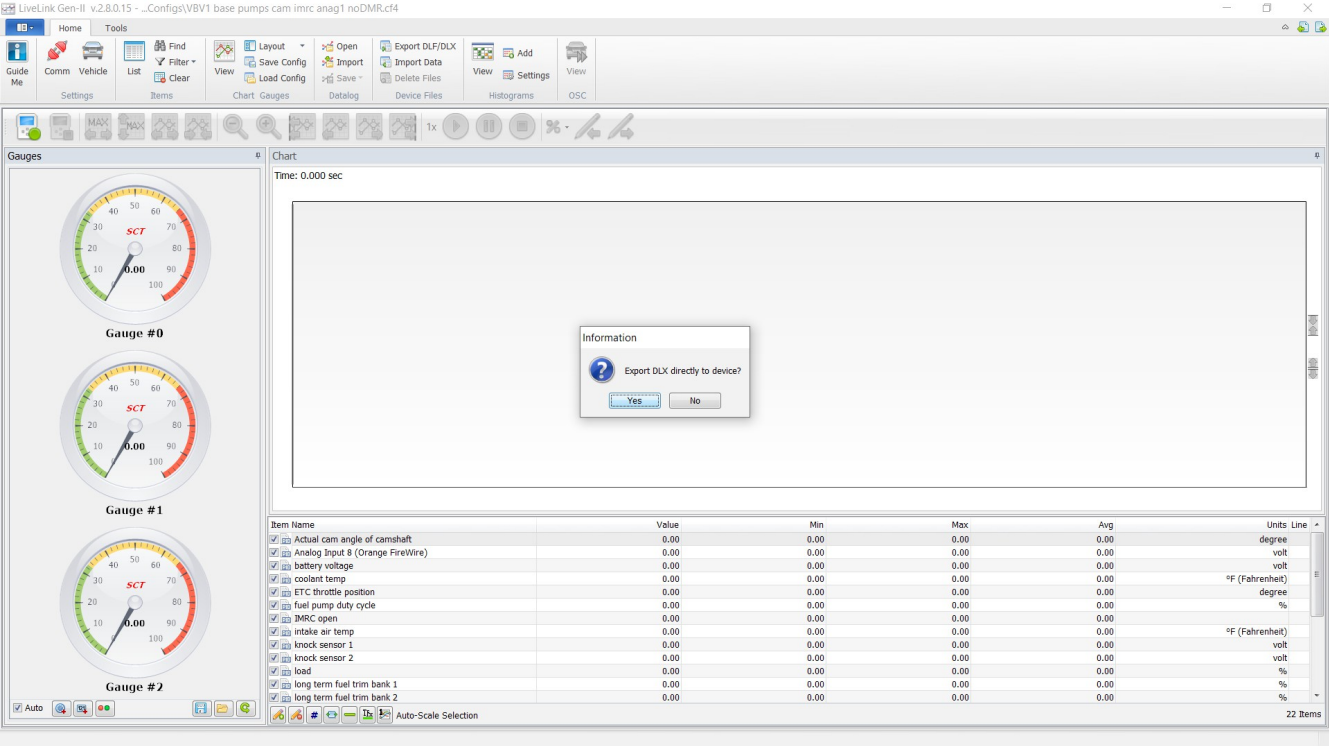 LiveLink Gen-II v.2.8.0.15 - ...Configs\VBV1 base pumps cam imrc anag1 noDMR.cf4
Home Tools
Guide Me
Comm Vehicle
Settings
List
Find
Filter
Clear
Items
View
Layout
Save Config
Load Config
Chart Gauges
Open
Import
Save
Datalog
Export DLF/DLX
Import Data
Delete Files
Device Files
View
Add
Settings
Histograms
View
OSC
MAX MAX 1x %
Gauges
10 20 30 40 50 60 70 80 90 100
SCT
0.00
Gauge #0
10 20 30 40 50 60 70 80 90 100
SCT
0.00
Gauge #1
10 20 30 40 50 60 70 80 90 100
SCT
0.00
Gauge #2
Auto
Chart
Time: 0.000 sec
Information
Export DLX directly to device?
Yes No
Item Name Value Min Max Avg Units Line
Actual cam angle of camshaft 0.00 0.00 0.00 0.00 degree
Analog Input 8 (Orange FireWire) 0.00 0.00 0.00 0.00 volt
battery voltage 0.00 0.00 0.00 0.00 volt
coolant temp 0.00 0.00 0.00 0.00 ºF (Fahrenheit)
ETC throttle position 0.00 0.00 0.00 0.00 degree
fuel pump duty cycle 0.00 0.00 0.00 0.00 %
IMRC open 0.00 0.00 0.00 0.00
intake air temp 0.00 0.00 0.00 0.00 ºF (Fahrenheit)
knock sensor 1 0.00 0.00 0.00 0.00 volt
knock sensor 2 0.00 0.00 0.00 0.00 volt
load 0.00 0.00 0.00 0.00 %
long term fuel trim bank 1 0.00 0.00 0.00 0.00 %
long term fuel trim bank 2 0.00 0.00 0.00 0.00 %
# Auto-Scale Selection 22 Items